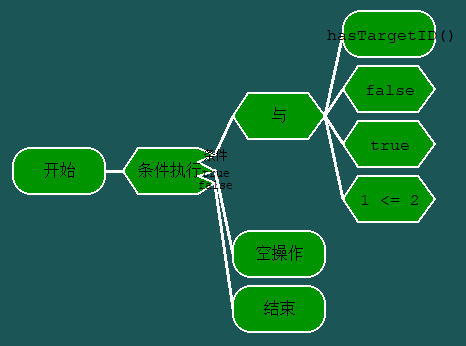 开始
条件执行
条件
true
false
与
hasTargetID()
false
true
1 <= 2
空操作
结束